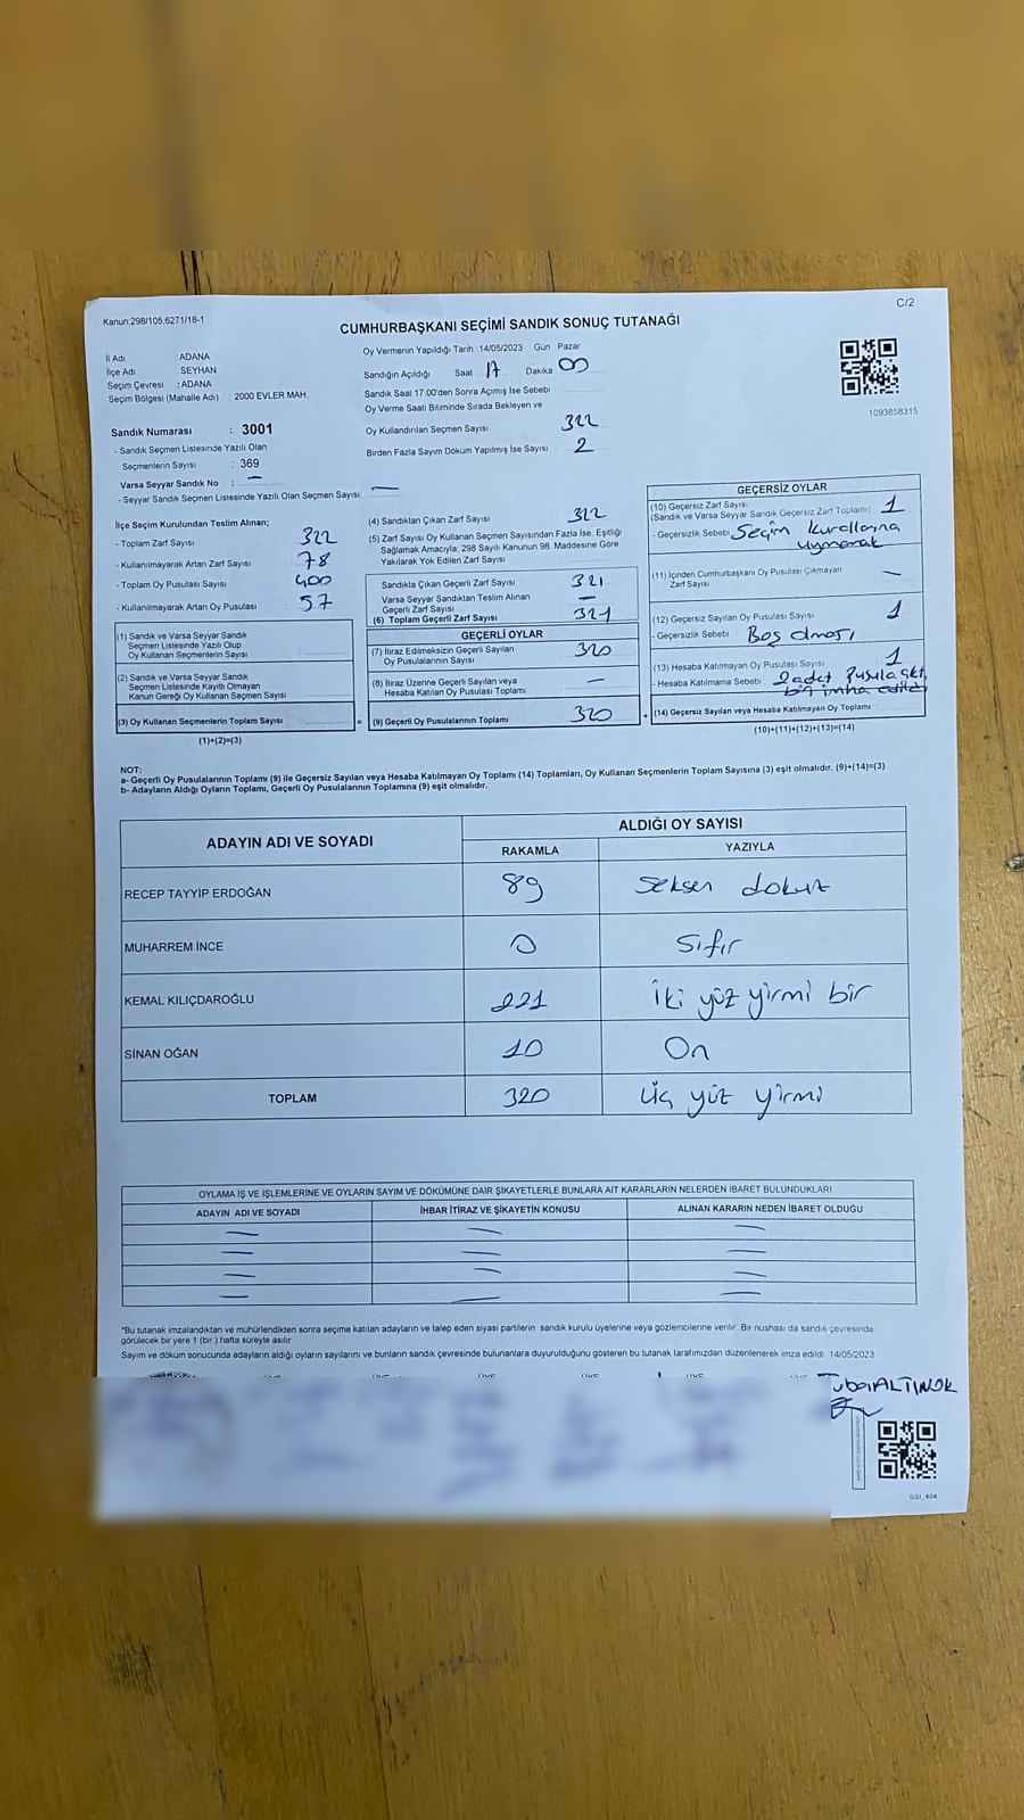 C/2
Kanun:298/105.6271/16-1
CUMHURBAŞKANI SEÇİMİ SANDIK SONUÇ TUTANAĞI
İl Adı : ADANA
İlçe Adı : SEYHAN
Seçim Çevresi : ADANA
Seçim Bölgesi (Mahalle Adı) : 2000 EVLER MAH.
Sandık Numarası : 3001
- Sandık Seçmen Listesinde Yazılı Olan
Seçmenlerin Sayısı : 369
Varsa Seyyar Sandık No : —
- Seyyar Sandık Seçmen Listesinde Yazılı Olan Seçmen Sayısı —
Oy Vermenin Yapıldığı Tarih :14/05/2023 Gün Pazar
Sandığın Açıldığı Saat 17 Dakika 00
Sandık Saat 17.00'den Sonra Açımış İse Sebebi
Oy Verme Saati Bitiminde Sırada Bekleyen ve
Oy Kullandırılan Seçmen Sayısı 322
Birden Fazla Sayım Döküm Yapılmış İse Sayısı 2
1093858315
İlçe Seçim Kurulundan Teslim Alınan;
- Toplam Zarf Sayısı 322
- Kullanılmayarak Artan Zarf Sayısı 78
- Toplam Oy Pusulası Sayısı 400
- Kullanılmayarak Artan Oy Pusulası 57
(1) Sandık ve Varsa Seyyar Sandık
Seçmen Listesinde Yazılı Olup
Oy Kullanan Seçmenlerin Sayısı
(2) Sandık ve Varsa Seyyar Sandık
Seçmen Listesinde Kayıtlı Olmayan
Kanun Gereği Oy Kullanan Seçmen Sayısı
(3) Oy Kullanan Seçmenlerin Toplam Sayısı
(1)+(2)=(3)
(4) Sandıktan Çıkan Zarf Sayısı 322
(5) Zarf Sayısı Oy Kullanan Seçmen Sayısından Fazla İse, Eşitliği
Sağlamak Amacıyla, 298 Sayılı Kanunun 98. Maddesine Göre
Yakılarak Yok Edilen Zarf Sayısı
Sandıkta Çıkan Geçerli Zarf Sayısı 321
Varsa Seyyar Sandıktan Teslim Alınan
Geçerli Zarf Sayısı —
(6) Toplam Geçerli Zarf Sayısı 321
GEÇERLİ OYLAR
(7) İtiraz Edilmeksizin Geçerli Sayılan
Oy Pusulalarının Sayısı 320
(8) İtiraz Üzerine Geçerli Sayılan veya
Hesaba Katılan Oy Pusulası Toplamı —
= (9) Geçerli Oy Pusulalarının Toplamı 320
GEÇERSİZ OYLAR
(10) Geçersiz Zarf Sayısı
(Sandık ve Varsa Seyyar Sandık Geçersiz Zarf Toplamı) 1
- Geçersizlik Sebebi Seçim kurallarına
uymamak
(11) İçinden Cumhurbaşkanı Oy Pusulası Çıkmayan
Zarf Sayısı —
(12) Geçersiz Sayılan Oy Pusulası Sayısı 1
- Geçersizlik Sebebi Boş olması
(13) Hesaba Katılmayan Oy Pusulası Sayısı 1
- Hesaba Katılmama Sebebi : 2 adet Pusula çıktı
biri imha edildi
+ (14) Geçersiz Sayılan veya Hesaba Katılmayan Oy Toplamı
(10)+(11)+(12)+(13)=(14)
NOT:
a- Geçerli Oy Pusulalarının Toplamı (9) ile Geçersiz Sayılan veya Hesaba Katılmayan Oy Toplamı (14) Toplamları, Oy Kullanan Seçmenlerin Toplam Sayısına (3) eşit olmalıdır. (9)+(14)=(3)
b- Adayların Aldığı Oyların Toplamı, Geçerli Oy Pusulalarının Toplamına (9) eşit olmalıdır.
ADAYIN ADI VE SOYADI ALDIĞI OY SAYISI
RAKAMLA YAZIYLA
RECEP TAYYİP ERDOĞAN 89 Seksen dokuz
MUHARREM İNCE 0 Sıfır
KEMAL KILIÇDAROĞLU 221 İki yüz yirmi bir
SİNAN OĞAN 10 On
TOPLAM 320 Üç yüz yirmi
OYLAMA İŞ VE İŞLEMLERİNE VE OYLARIN SAYIM VE DÖKÜMÜNE DAİR ŞİKAYETLERLE BUNLARA AİT KARARLARIN NELERDEN İBARET BULUNDUKLARI
ADAYIN ADI VE SOYADI İHBAR İTİRAZ VE ŞİKAYETİN KONUSU ALINAN KARARIN NEDEN İBARET OLDUĞU
— — —
— — —
— — —
— — —
*Bu tutanak imzalandıktan ve mühürlendikten sonra seçime katılan adayların ve talep eden siyasi partilerin sandık kurulu üyelerine veya gözlemcilerine verilir. Bir nüshası da sandık çevresinde
görülecek bir yere 1 (bir ) hafta süreyle asılır
Sayım ve döküm sonucunda adayların aldığı oyların sayılarını ve bunların sandık çevresinde bulunanlara duyurulduğunu gösteren bu tutanak tarafımızdan düzenlenerek imza edildi. 14/05/2023
Tuba ALTINOK